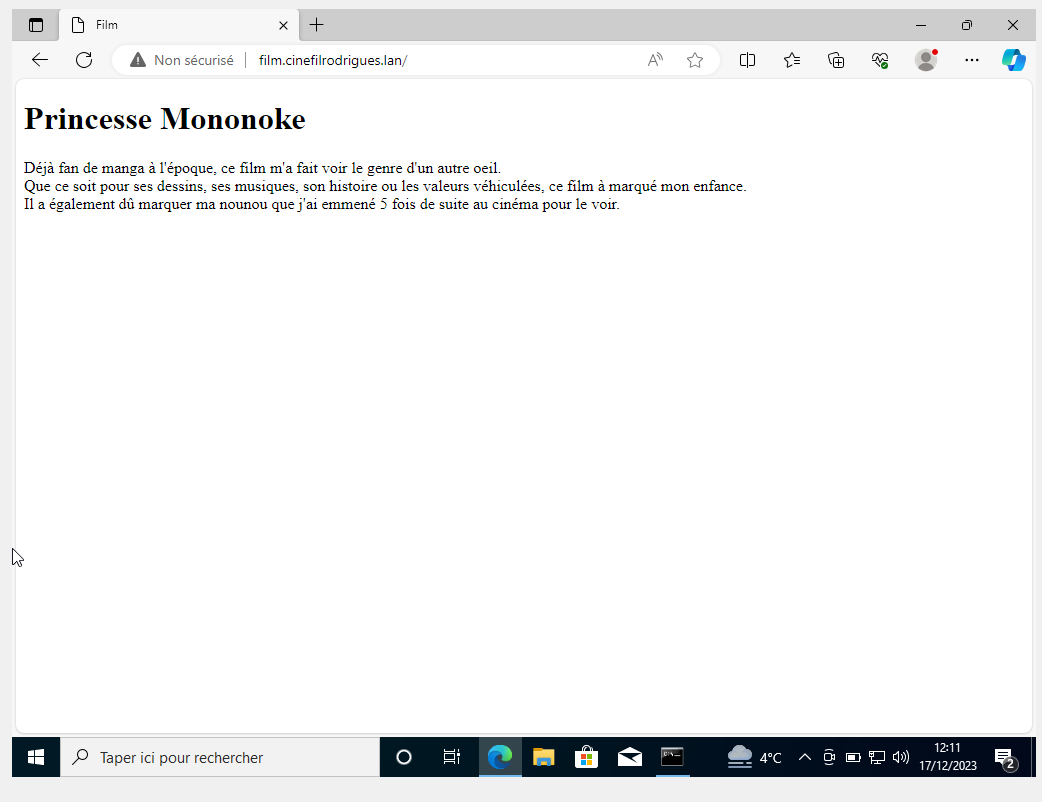 Film
Non sécurisé
film.cinefilrodrigues.lan/
Princesse Mononoke
Déjà fan de manga à l'époque, ce film m'a fait voir le genre d'un autre oeil.
Que ce soit pour ses dessins, ses musiques, son histoire ou les valeurs véhiculées, ce film à marqué mon enfance.
Il a également dû marquer ma nounou que j'ai emmené 5 fois de suite au cinéma pour le voir.
Taper ici pour rechercher
4°C
12:11
17/12/2023
2